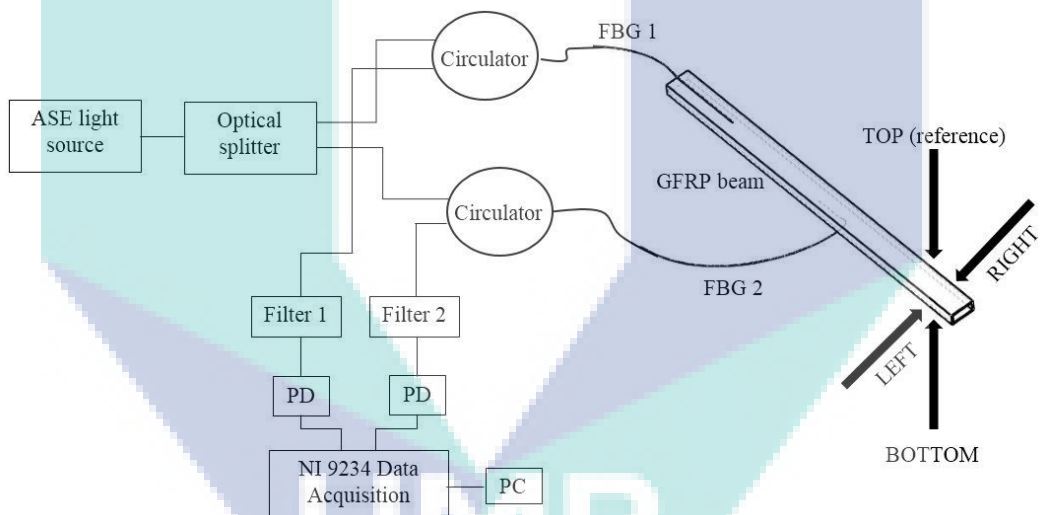 FBG 1
Circulator
ASE light
source
Optical
splitter
TOP (reference)
GFRP beam
Circulator
RIGHT
FBG 2
Filter 1
Filter 2
LEFT
PD
PD
BOTTOM
NI 9234 Data
Acquisition
PC
UMP